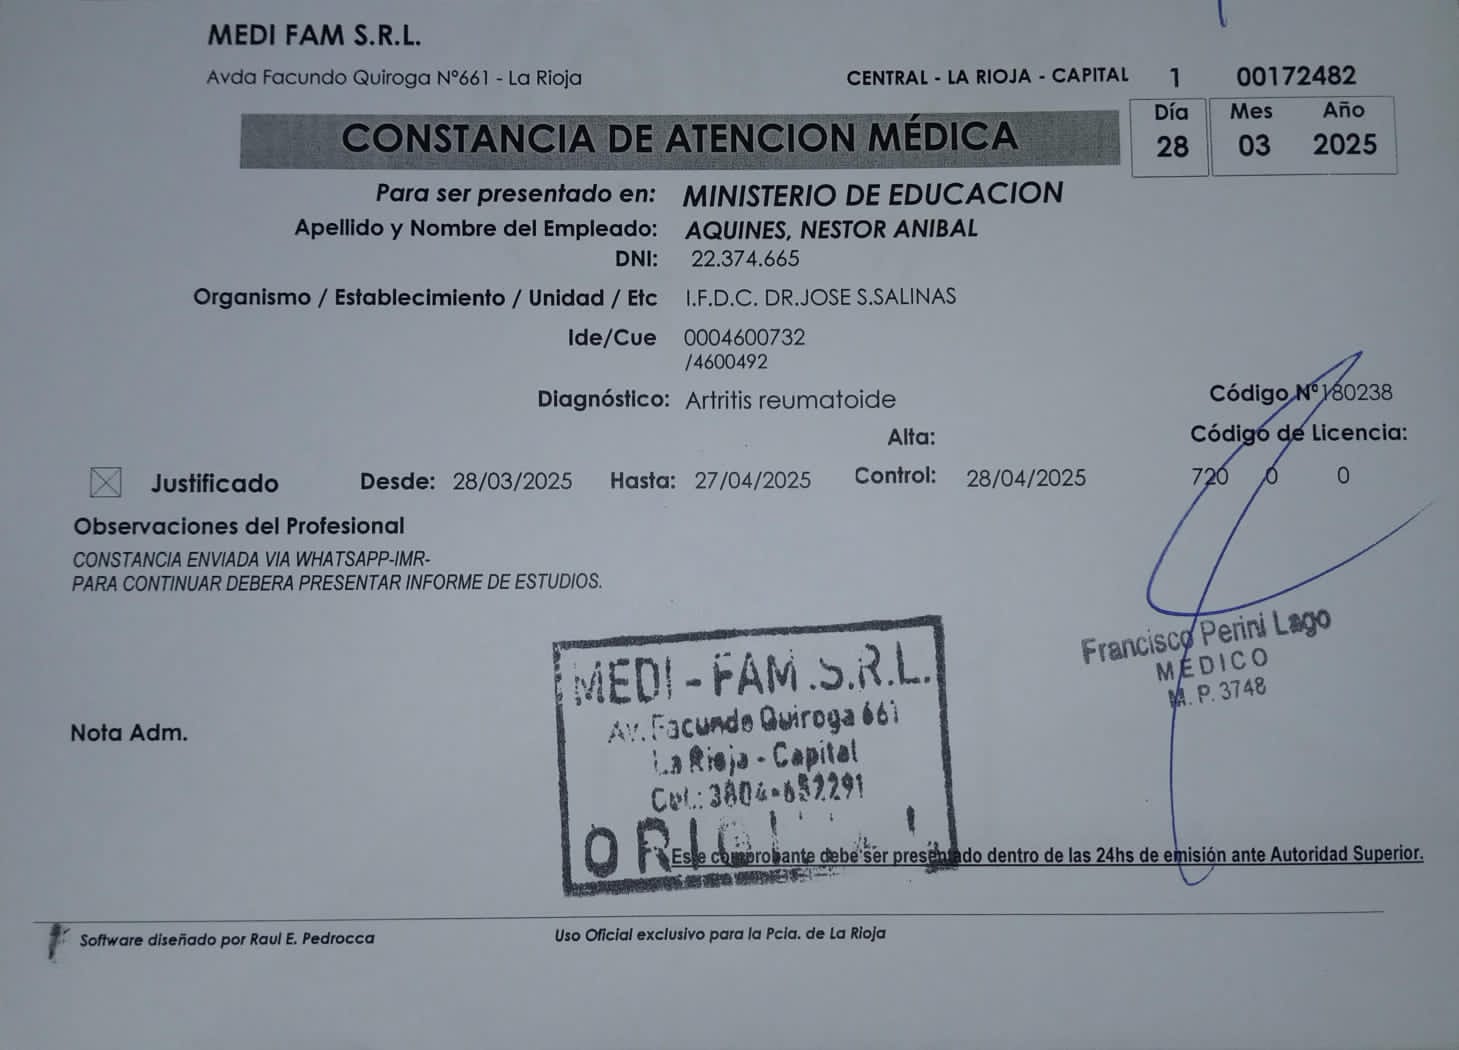 MEDI FAM S.R.L.
Avda Facundo Quiroga N°661 - La Rioja
CENTRAL - LA RIOJA - CAPITAL 1 00172482
CONSTANCIA DE ATENCION MÉDICA
Día Mes Año
28 03 2025
Para ser presentado en: MINISTERIO DE EDUCACION
Apellido y Nombre del Empleado: AQUINES, NESTOR ANIBAL
DNI: 22.374.665
Organismo / Establecimiento / Unidad / Etc I.F.D.C. DR.JOSE S.SALINAS
Ide/Cue 0004600732
/4600492
Diagnóstico: Artritis reumatoide
Código N°180238
Alta:
Código de Licencia:
Justificado Desde: 28/03/2025 Hasta: 27/04/2025 Control: 28/04/2025 720 0 0
Observaciones del Profesional
CONSTANCIA ENVIADA VIA WHATSAPP-IMR-
PARA CONTINUAR DEBERA PRESENTAR INFORME DE ESTUDIOS.
Francisco Perini Lago
MEDICO
M.P. 3748
MEDI-FAM.S.R.L.
Av. Facundo Quiroga 661
La Rioja - Capital
Cel.: 3804-652291
Nota Adm.
Este comprobante debe ser presentado dentro de las 24hs de emisión ante Autoridad Superior.
Software diseñado por Raul E. Pedrocca
Uso Oficial exclusivo para la Pcia. de La Rioja